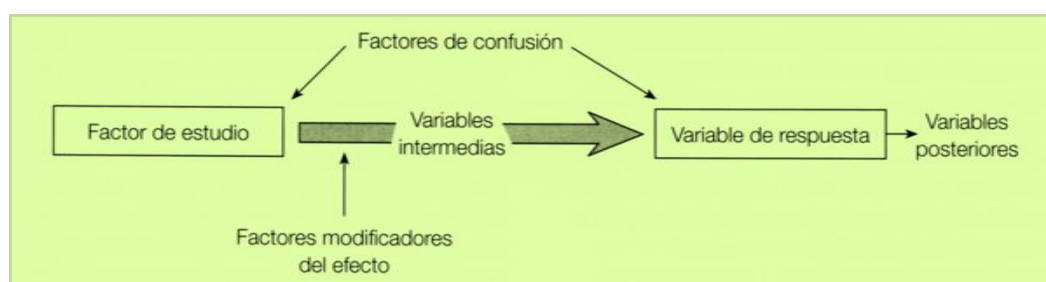 Factores de confusión
Factor de estudio
Variables
intermedias
Variable de respuesta
Variables
posteriores
Factores modificadores
del efecto